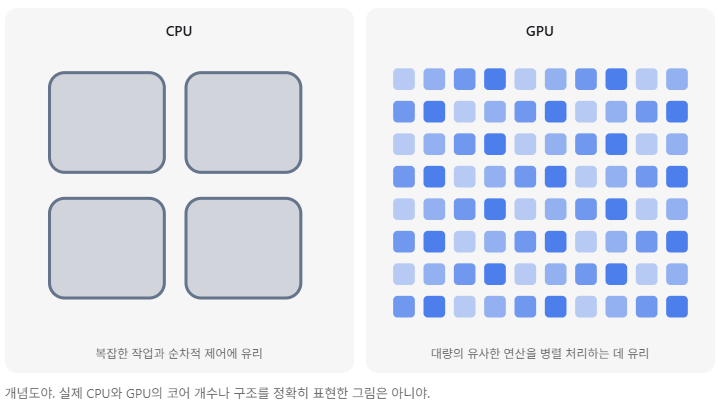 CPU
GPU
복잡한 작업과 순차적 제어에 유리
대량의 유사한 연산을 병렬 처리하는 데 유리
개념도야. 실제 CPU와 GPU의 코어 개수나 구조를 정확히 표현한 그림은 아니야.